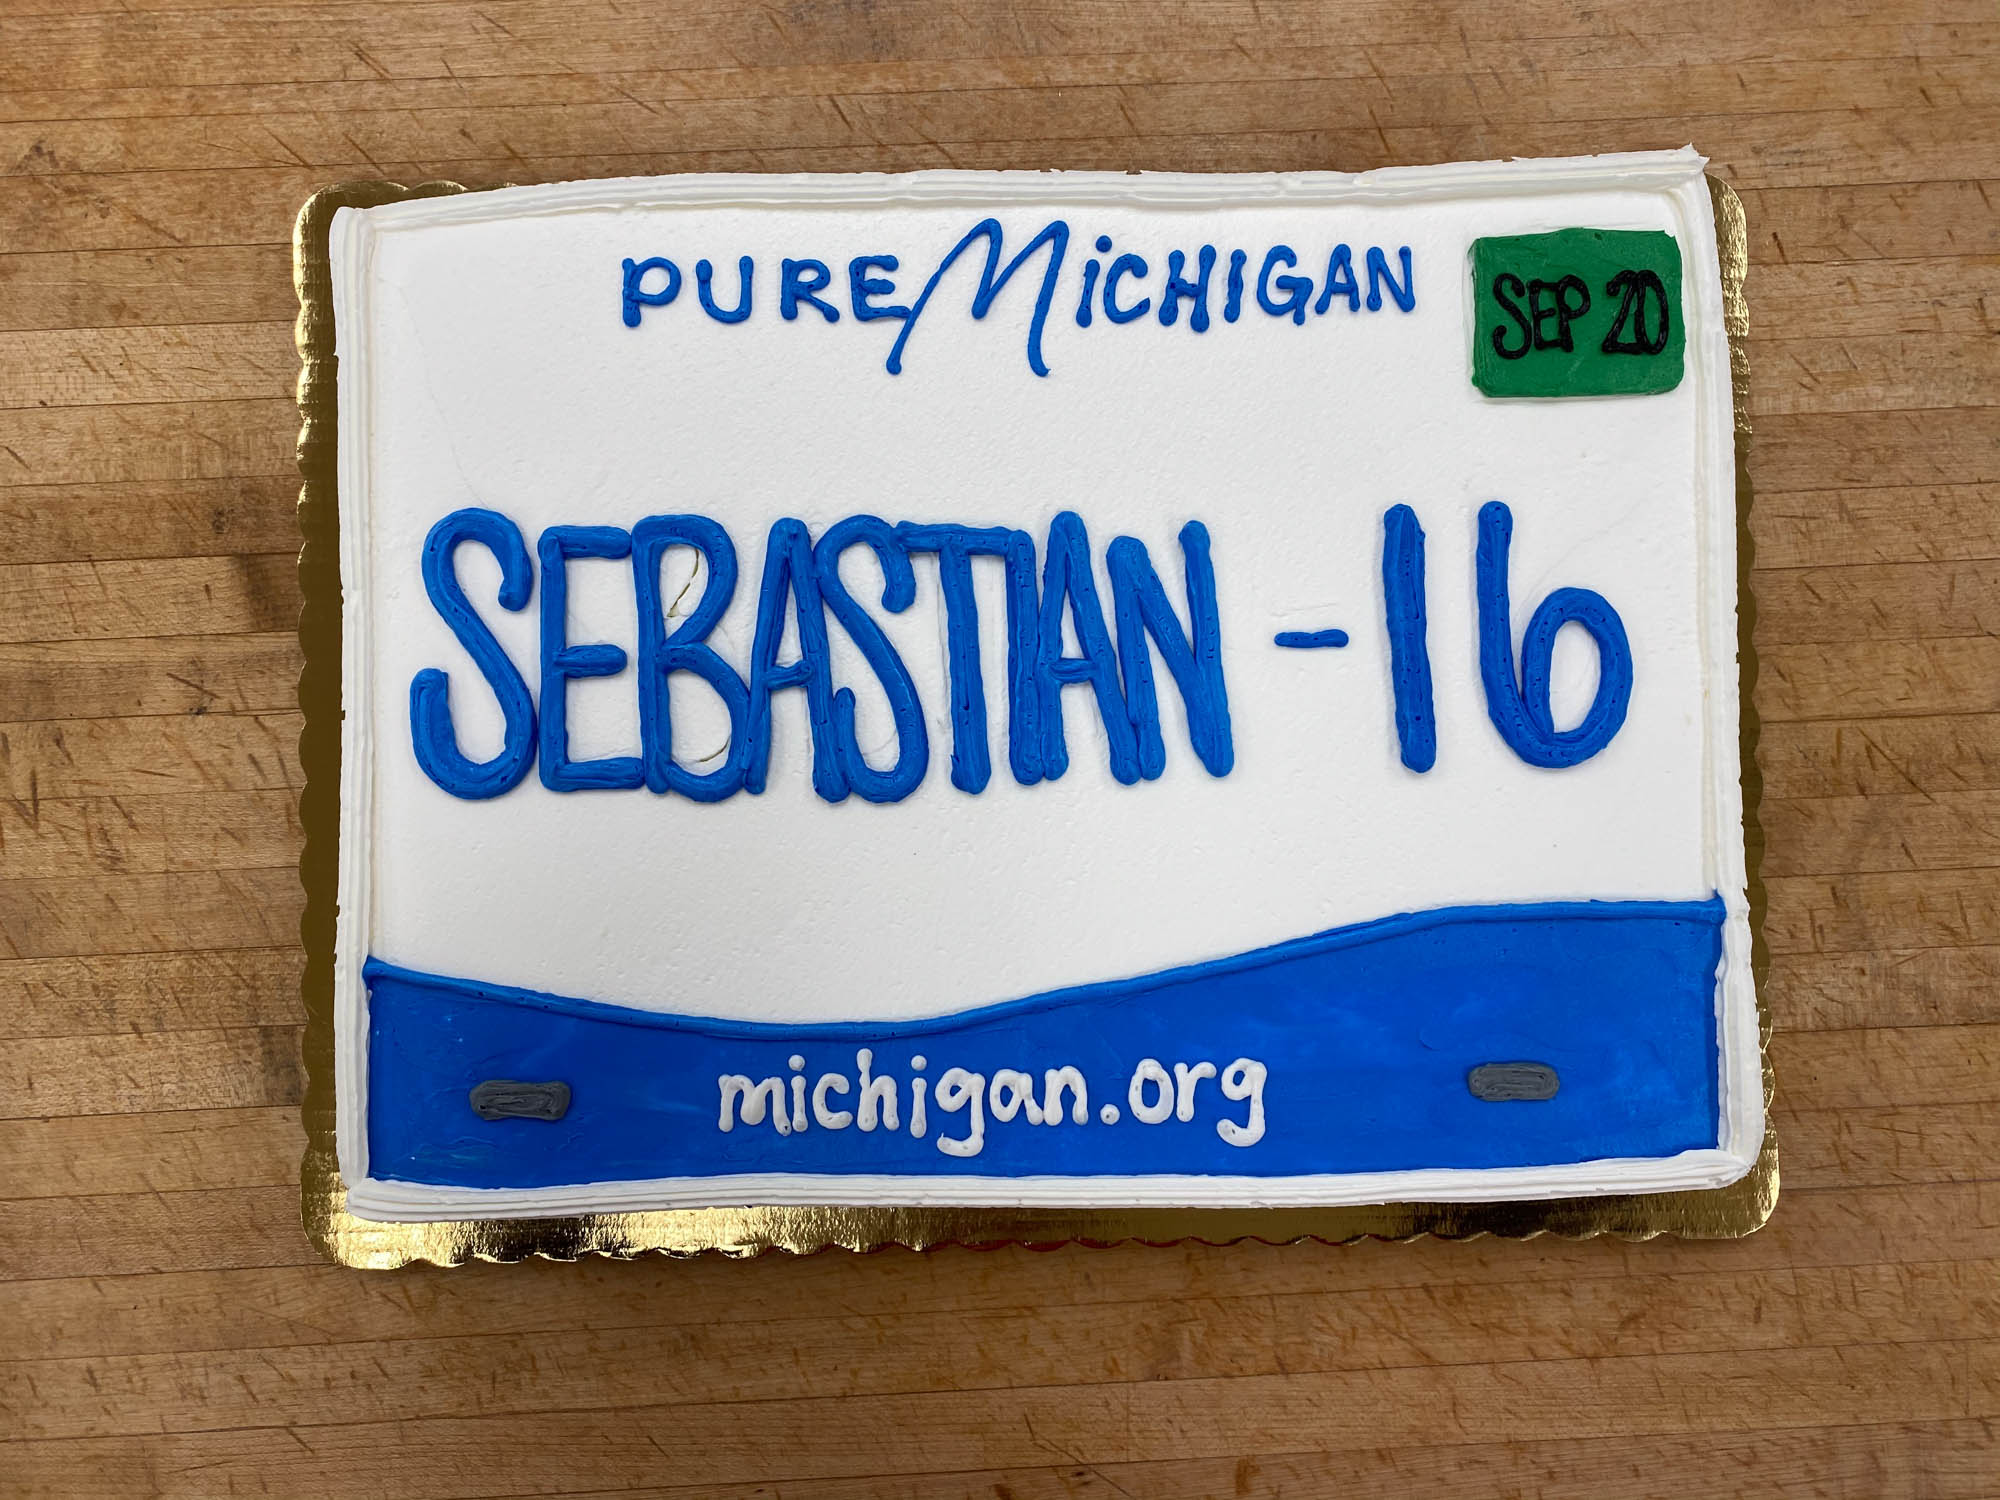 PURE MiCHIGAN
SEP 20
SEBASTIAN - 16
michigan.org